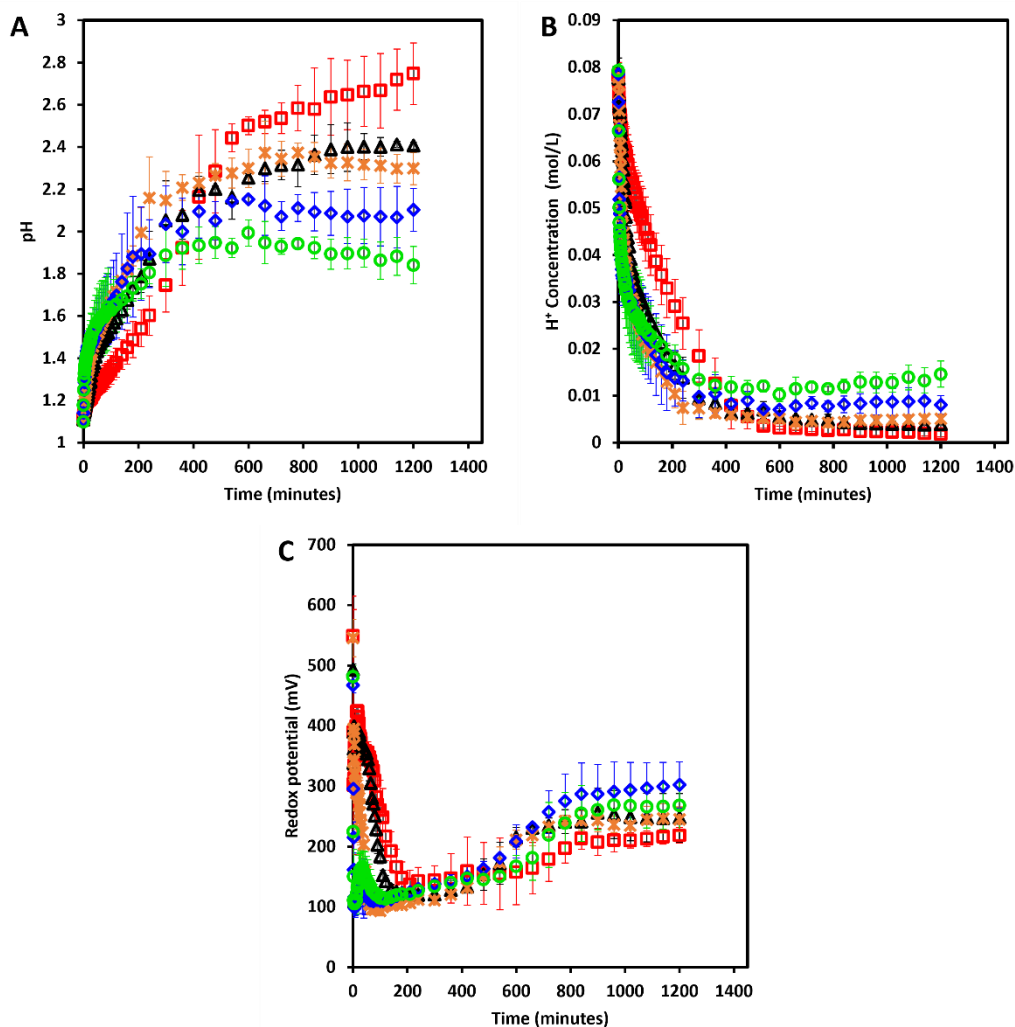 A
pH
3
2.8
2.6
2.4
2.2
2
1.8
1.6
1.4
1.2
1
0 200 400 600 800 1000 1200 1400
Time (minutes)
B
H⁺ Concentration (mol/L)
0.09
0.08
0.07
0.06
0.05
0.04
0.03
0.02
0.01
0
0 200 400 600 800 1000 1200 1400
Time (minutes)
C
Redox potential (mV)
700
600
500
400
300
200
100
0
0 200 400 600 800 1000 1200 1400
Time (minutes)